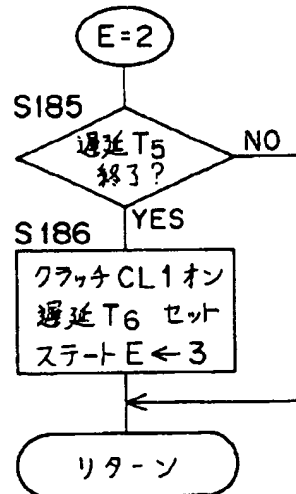 E=2
S185
遅延T5
終了?
NO
YES
S186
クラッチCL1オン
遅延T6 セット
ステートE←3
リターン